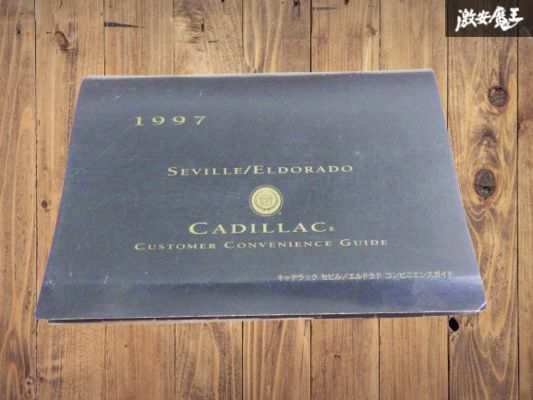 激安魔王
1997
SEVILLE/ELDORADO
CADILLAC®
CUSTOMER CONVENIENCE GUIDE
キャデラック セビル/エルドラド コンビニエンスガイド